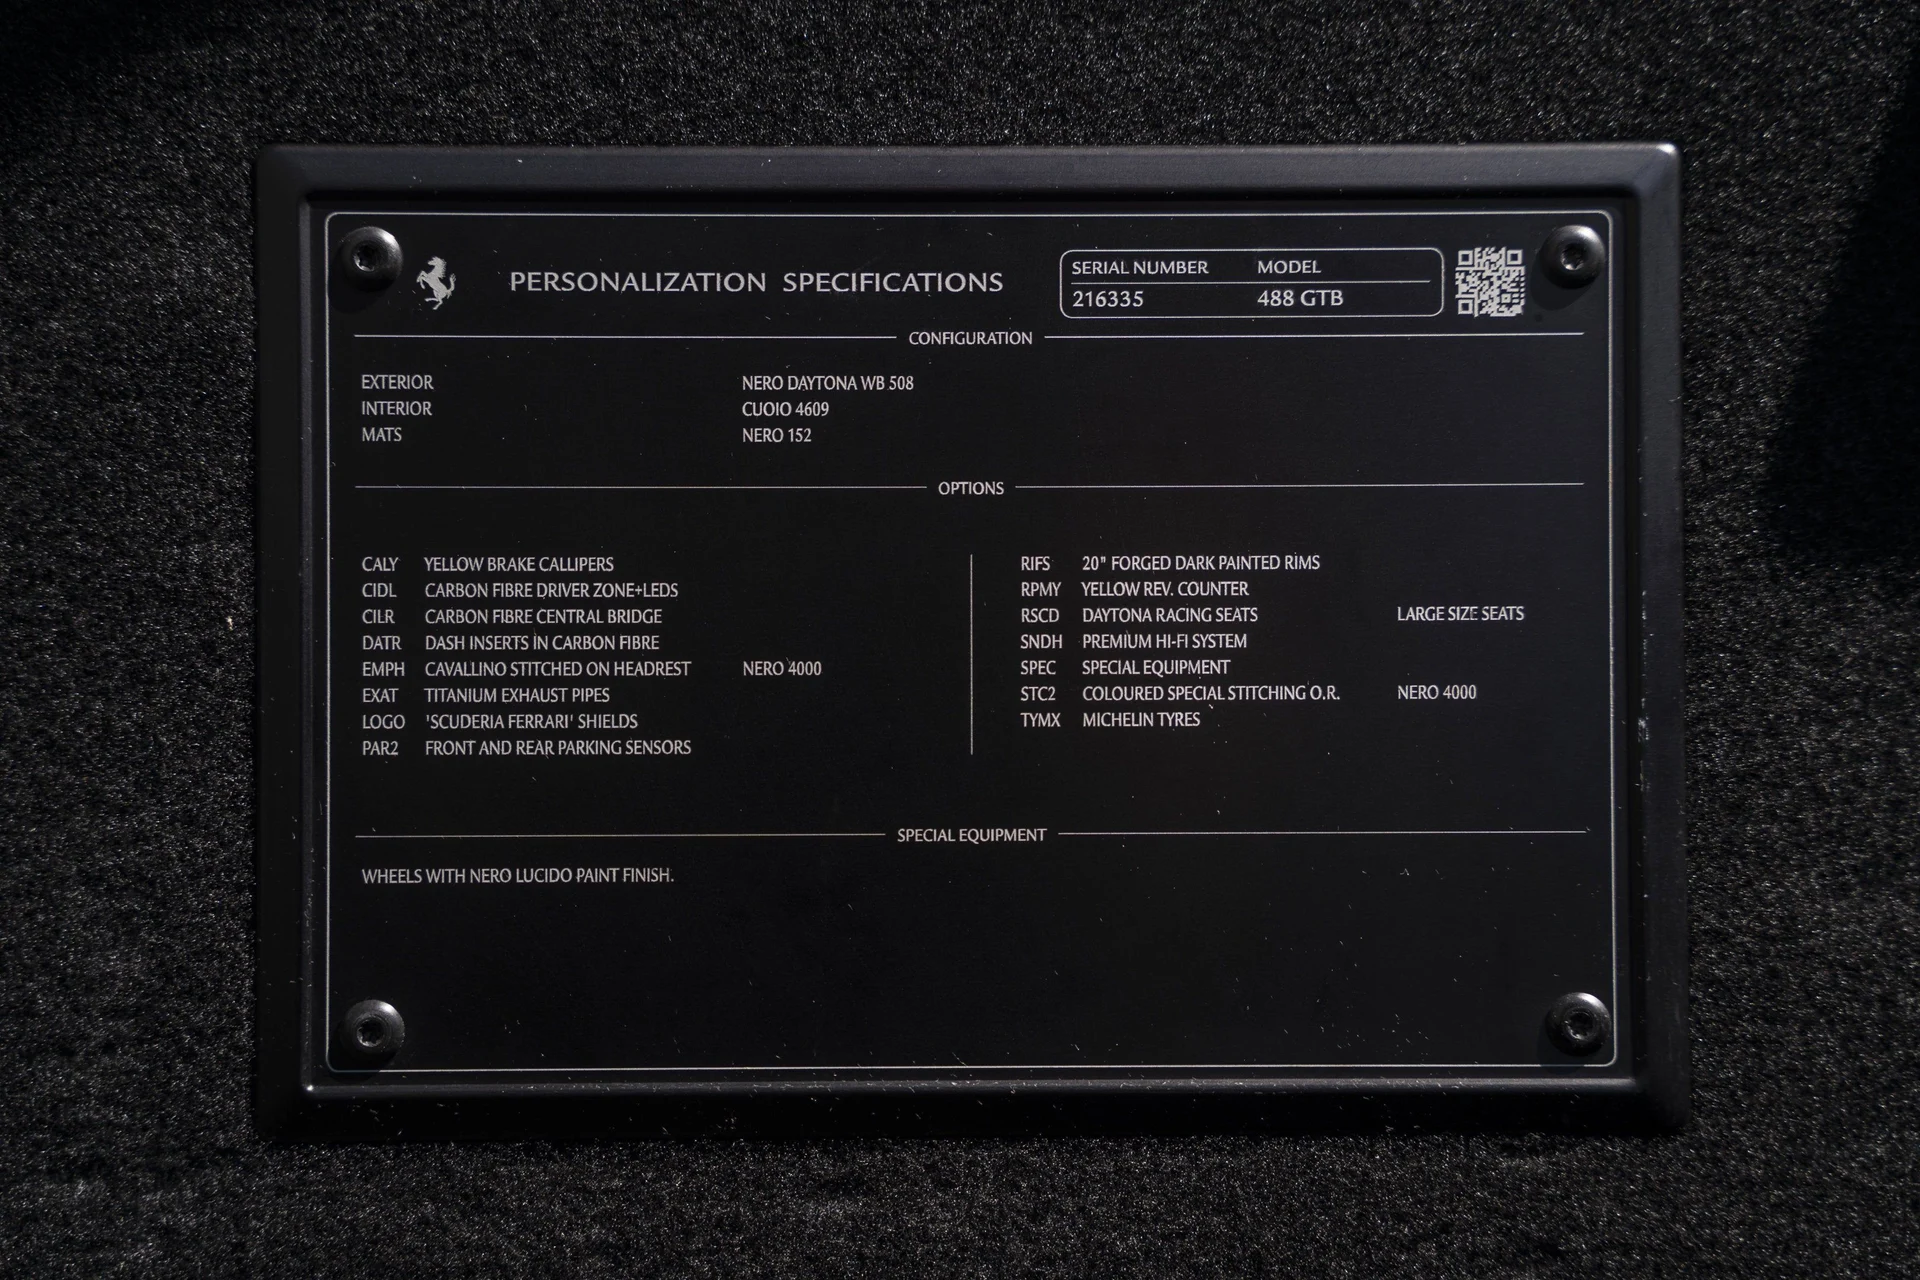 PERSONALIZATION SPECIFICATIONS
SERIAL NUMBER MODEL
216335 488 GTB
CONFIGURATION
EXTERIOR NERO DAYTONA WB 508
INTERIOR CUOIO 4609
MATS NERO 152
OPTIONS
CALY YELLOW BRAKE CALLIPERS
CIDL CARBON FIBRE DRIVER ZONE+LEDS
CILR CARBON FIBRE CENTRAL BRIDGE
DATR DASH INSERTS IN CARBON FIBRE
EMPH CAVALLINO STITCHED ON HEADREST NERO 4000
EXAT TITANIUM EXHAUST PIPES
LOGO 'SCUDERIA FERRARI' SHIELDS
PAR2 FRONT AND REAR PARKING SENSORS
RIFS 20" FORGED DARK PAINTED RIMS
RPMY YELLOW REV. COUNTER
RSCD DAYTONA RACING SEATS LARGE SIZE SEATS
SNDH PREMIUM HI-FI SYSTEM
SPEC SPECIAL EQUIPMENT
STC2 COLOURED SPECIAL STITCHING O.R. NERO 4000
TYMX MICHELIN TYRES
SPECIAL EQUIPMENT
WHEELS WITH NERO LUCIDO PAINT FINISH.